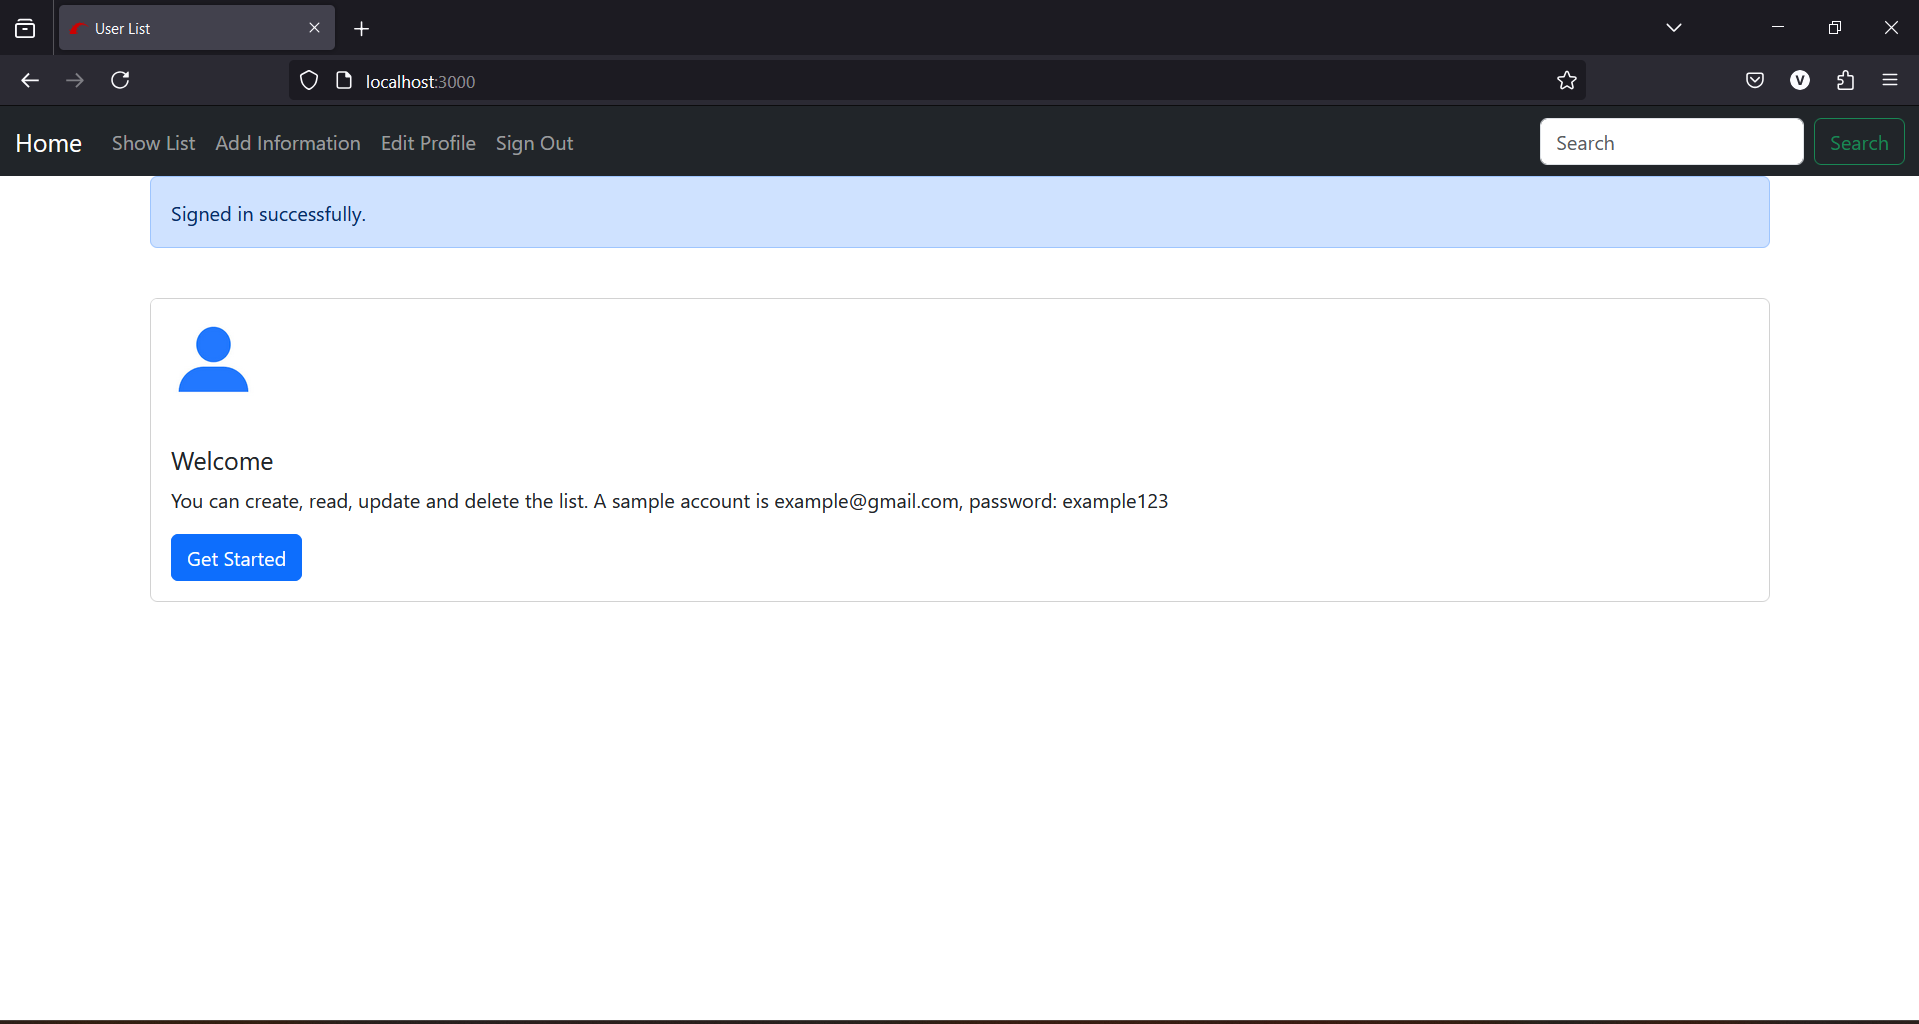 User List
localhost:3000
V
Home Show List Add Information Edit Profile Sign Out Search Search
Signed in successfully.
Welcome
You can create, read, update and delete the list. A sample account is example@gmail.com, password: example123
Get Started